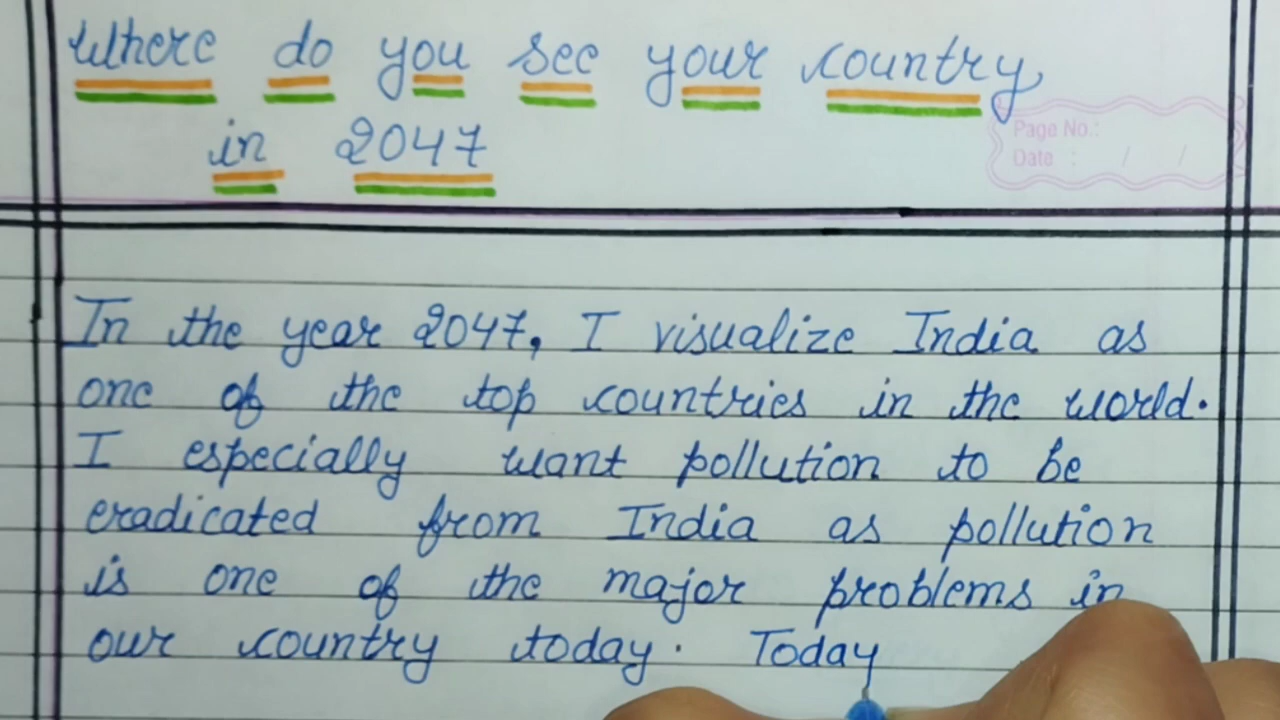 Where do you see your country
in 2047
Page No.:
Date : / /
In the year 2047, I visualize India as
one of the top countries in the world.
I especially want pollution to be
eradicated from India as pollution
is one of the major problems in
our country today. Today